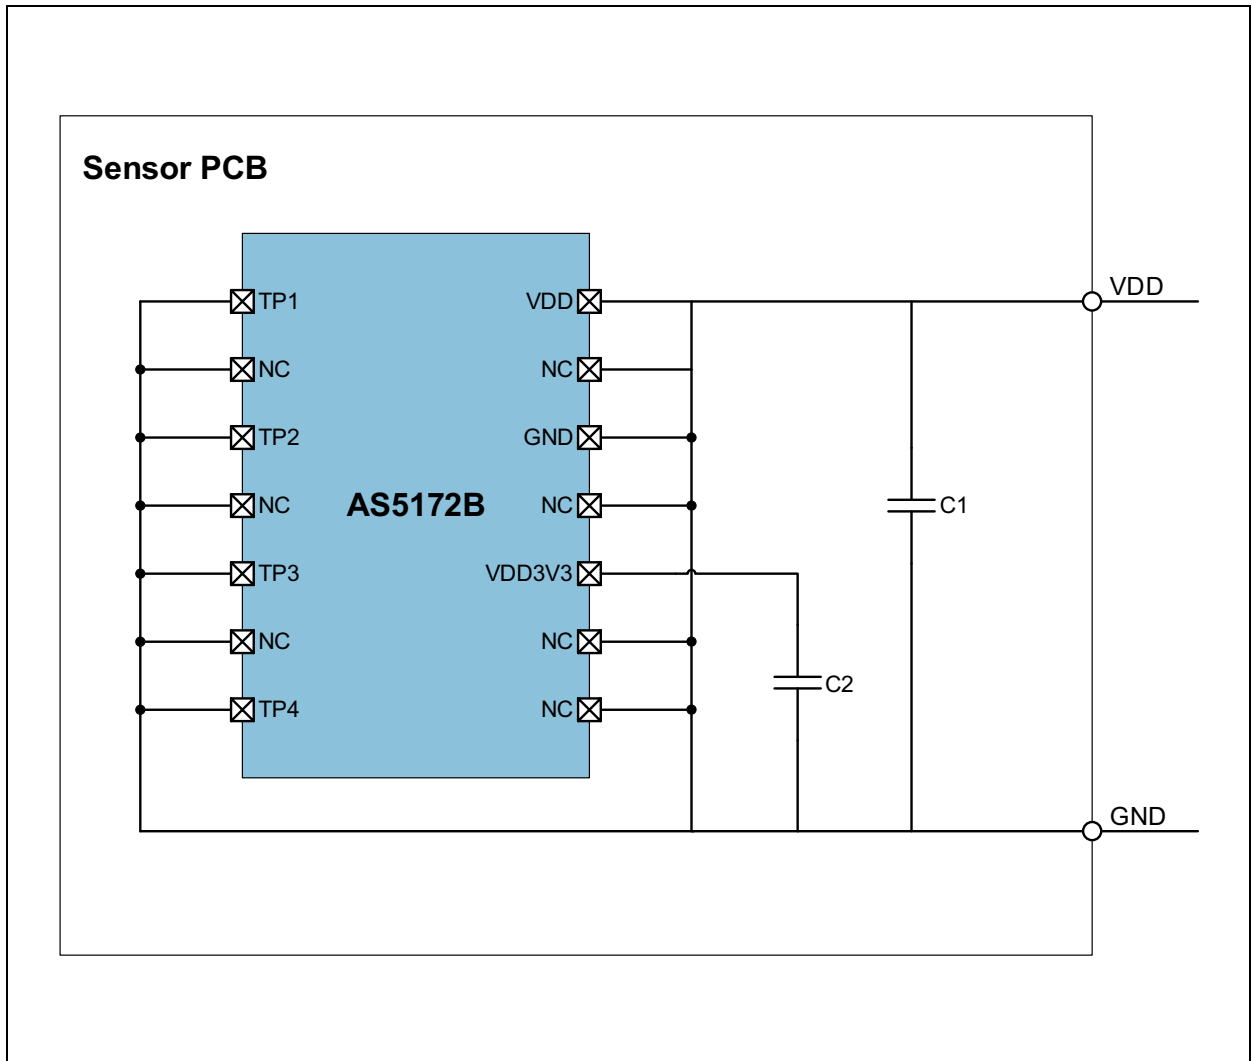 Sensor PCB
TP1
VDD
VDD
NC
NC
TP2
GND
NC
AS5172B
NC
C1
TP3
VDD3V3
NC
NC
C2
TP4
NC
GND